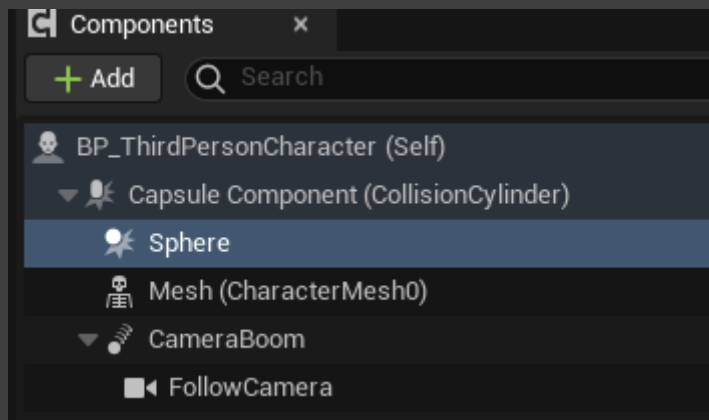 Components ×
Add Search
BP_ThirdPersonCharacter (Self)
Capsule Component (CollisionCylinder)
Sphere
Mesh (CharacterMesh0)
CameraBoom
FollowCamera